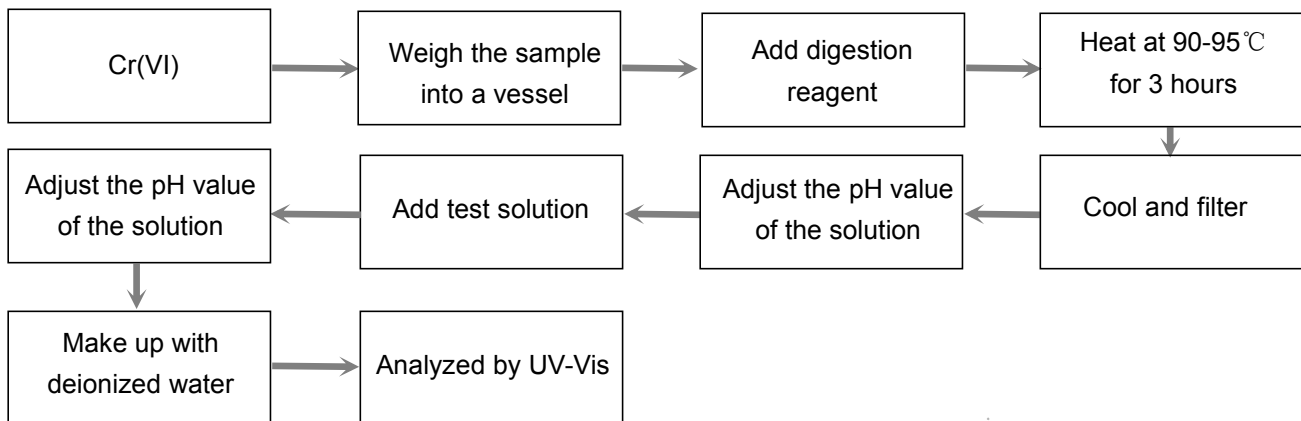 Cr(VI)
Weigh the sample
into a vessel
Add digestion
reagent
Heat at 90-95℃
for 3 hours
Cool and filter
Adjust the pH value
of the solution
Add test solution
Adjust the pH value
of the solution
Make up with
deionized water
Analyzed by UV-Vis